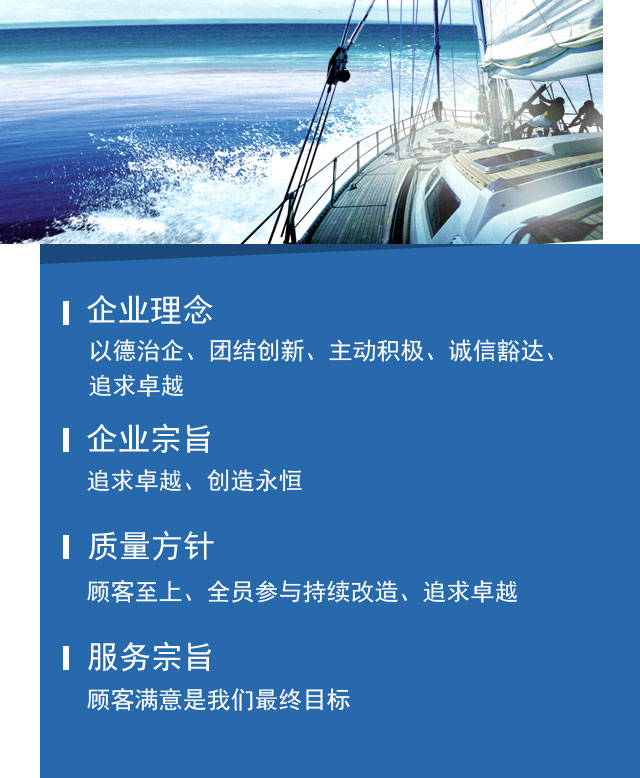 企业理念
以德治企、团结创新、主动积极、诚信豁达、
追求卓越
企业宗旨
追求卓越、创造永恒
质量方针
顾客至上、全员参与持续改造、追求卓越
服务宗旨
顾客满意是我们最终目标